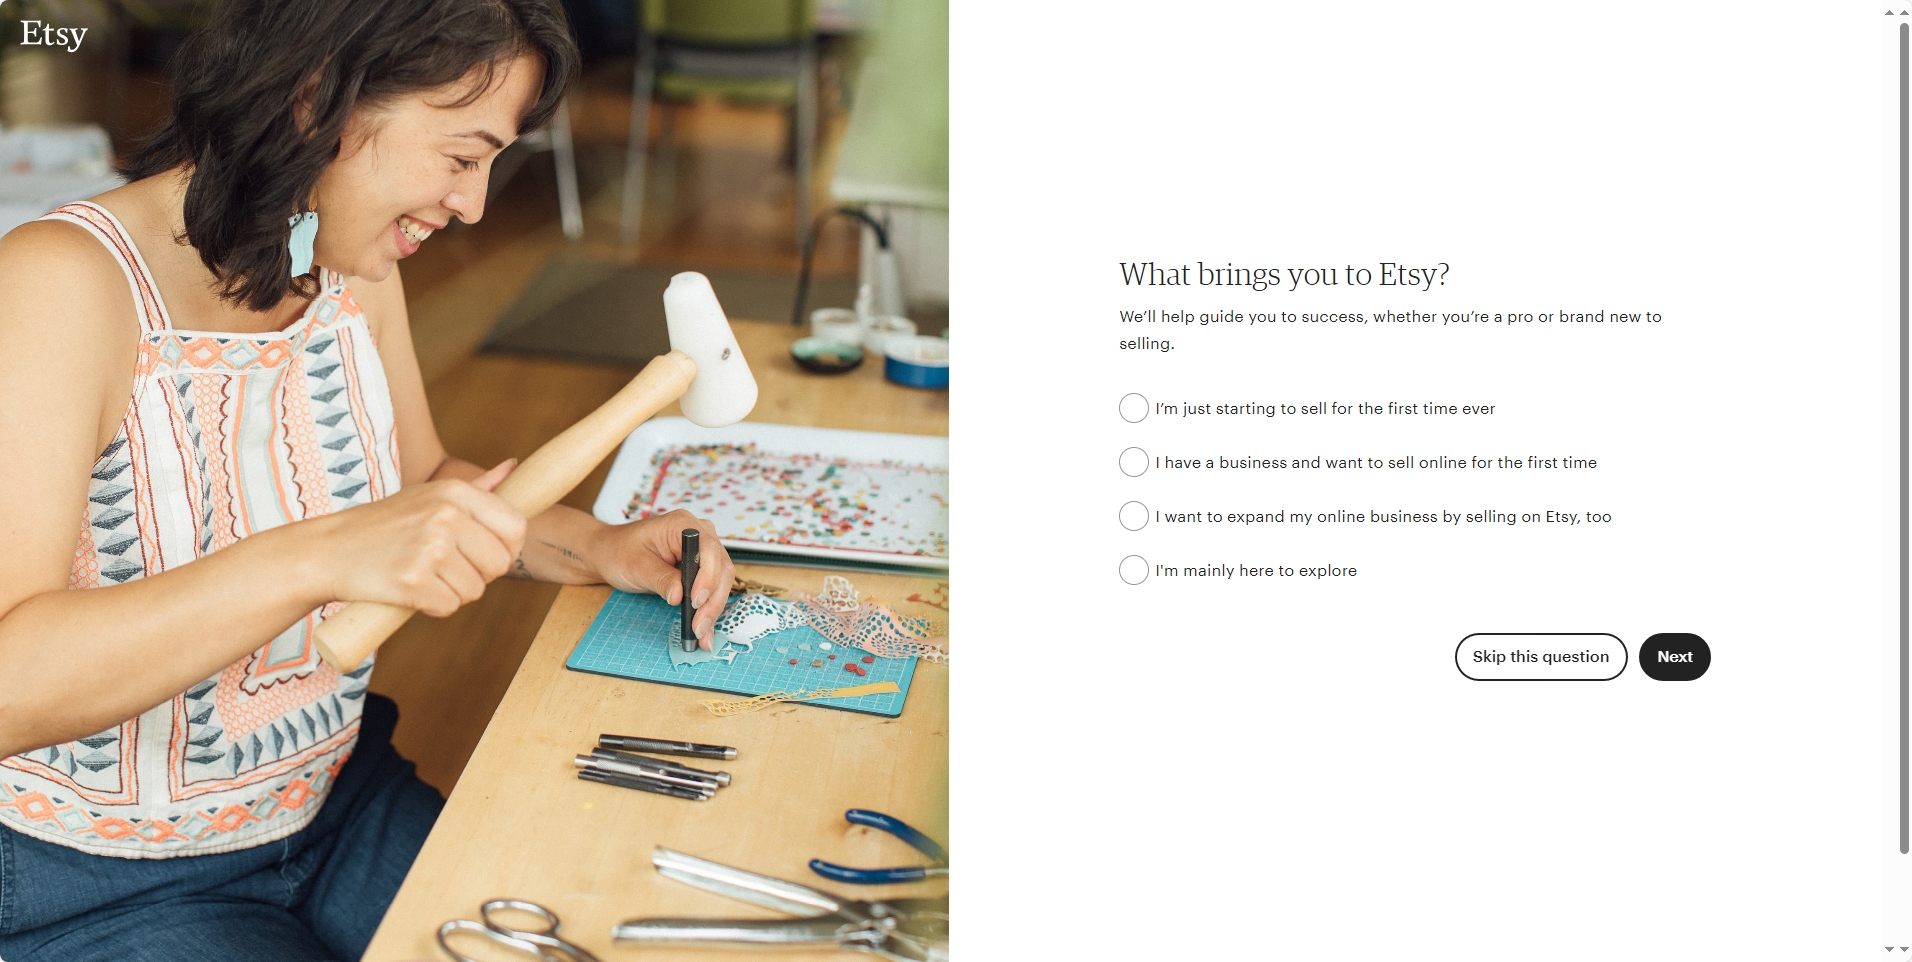 Etsy
What brings you to Etsy?
We’ll help guide you to success, whether you’re a pro or brand new to
selling.
I’m just starting to sell for the first time ever
I have a business and want to sell online for the first time
I want to expand my online business by selling on Etsy, too
I'm mainly here to explore
Skip this question
Next